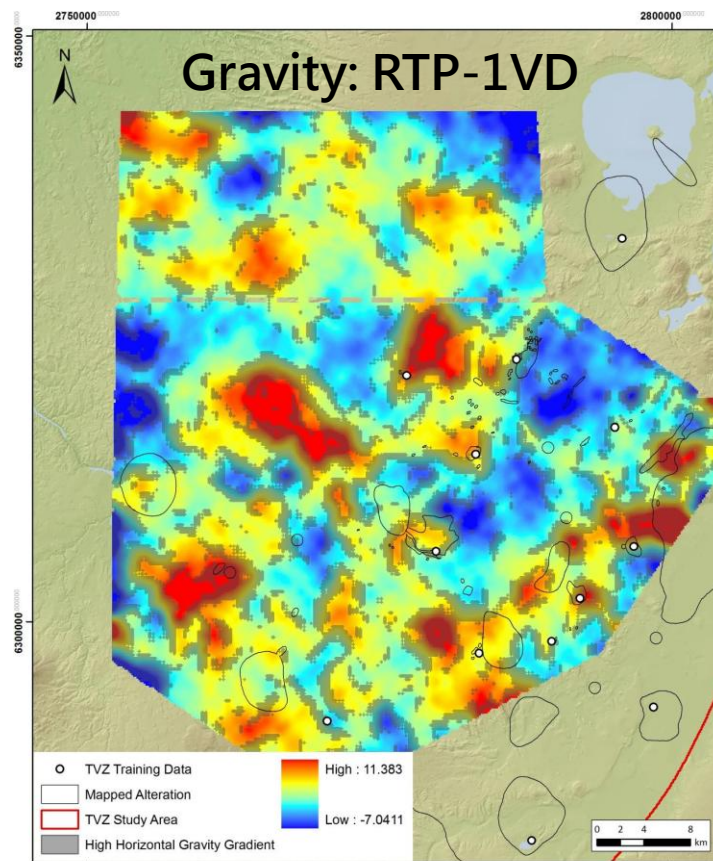 2750000
2800000
6350000
Gravity: RTP-1VD
N
6300000
TVZ Training Data
Mapped Alteration
TVZ Study Area
High Horizontal Gravity Gradient
High : 11.383
Low : -7.0411
0 2 4 8
km